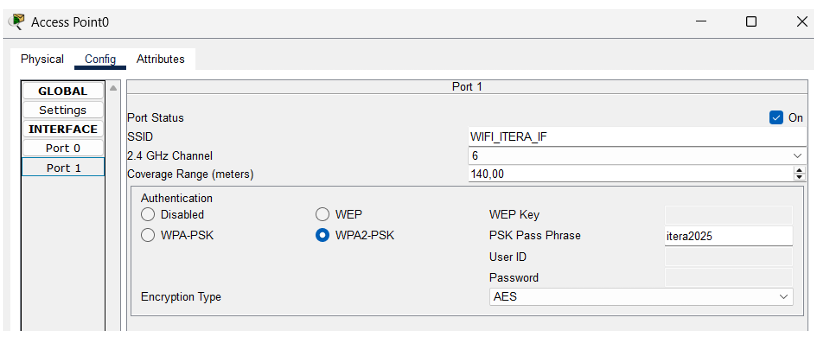 Access Point0
Physical Config Attributes
GLOBAL
Settings
INTERFACE
Port 0
Port 1
Port 1
Port Status On
SSID WIFI_ITERA_IF
2.4 GHz Channel 6
Coverage Range (meters) 140,00
Authentication
Disabled WEP WEP Key
WPA-PSK WPA2-PSK PSK Pass Phrase itera2025
User ID
Password
Encryption Type AES